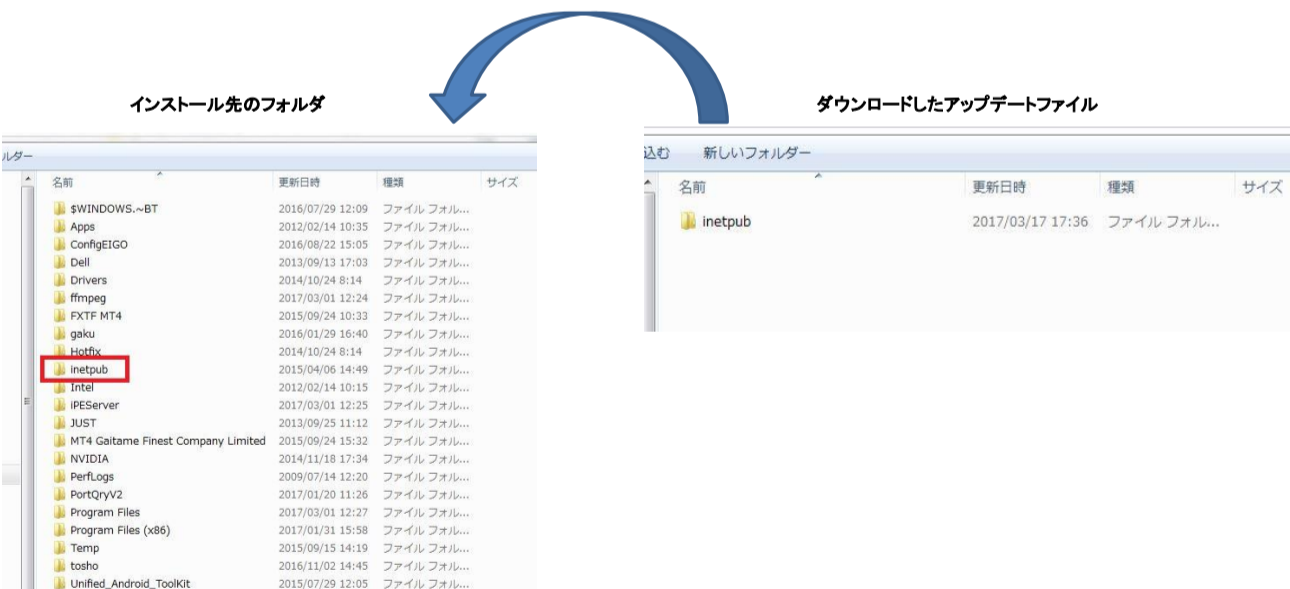 インストール先のフォルダ
ルダー
名前 更新日時 種類 サイズ
$WINDOWS.~BT 2016/07/29 12:09 ファイル フォル...
Apps 2012/02/14 10:35 ファイル フォル...
ConfigEIGO 2016/08/22 15:05 ファイル フォル...
Dell 2013/09/13 17:03 ファイル フォル...
Drivers 2014/10/24 8:14 ファイル フォル...
ffmpeg 2017/03/01 12:24 ファイル フォル...
FXTF MT4 2015/09/24 10:33 ファイル フォル...
gaku 2016/01/29 16:40 ファイル フォル...
Hotfix 2014/10/24 8:14 ファイル フォル...
inetpub 2015/04/06 14:49 ファイル フォル...
Intel 2012/02/14 10:15 ファイル フォル...
iPEServer 2017/03/01 12:25 ファイル フォル...
JUST 2013/09/25 11:12 ファイル フォル...
MT4 Gaitame Finest Company Limited 2015/09/24 15:32 ファイル フォル...
NVIDIA 2014/11/18 17:34 ファイル フォル...
PerfLogs 2009/07/14 12:20 ファイル フォル...
PortQryV2 2017/01/20 11:26 ファイル フォル...
Program Files 2017/03/01 12:27 ファイル フォル...
Program Files (x86) 2017/01/31 15:58 ファイル フォル...
Temp 2015/09/15 14:19 ファイル フォル...
tosho 2016/11/02 14:45 ファイル フォル...
Unified_Android_ToolKit 2015/07/29 12:05 ファイル フォル...
ダウンロードしたアップデートファイル
込む 新しいフォルダー
名前 更新日時 種類 サイズ
inetpub 2017/03/17 17:36 ファイル フォル...